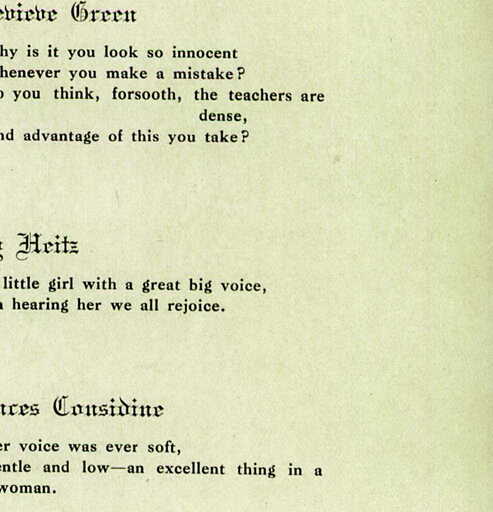 evieve Green
hy is it you look so innocent
henever you make a mistake?
o you think, forsooth, the teachers are
dense,
nd advantage of this you take?
Heitz
little girl with a great big voice,
n hearing her we all rejoice.
nces Considine
er voice was ever soft,
entle and low—an excellent thing in a
woman.